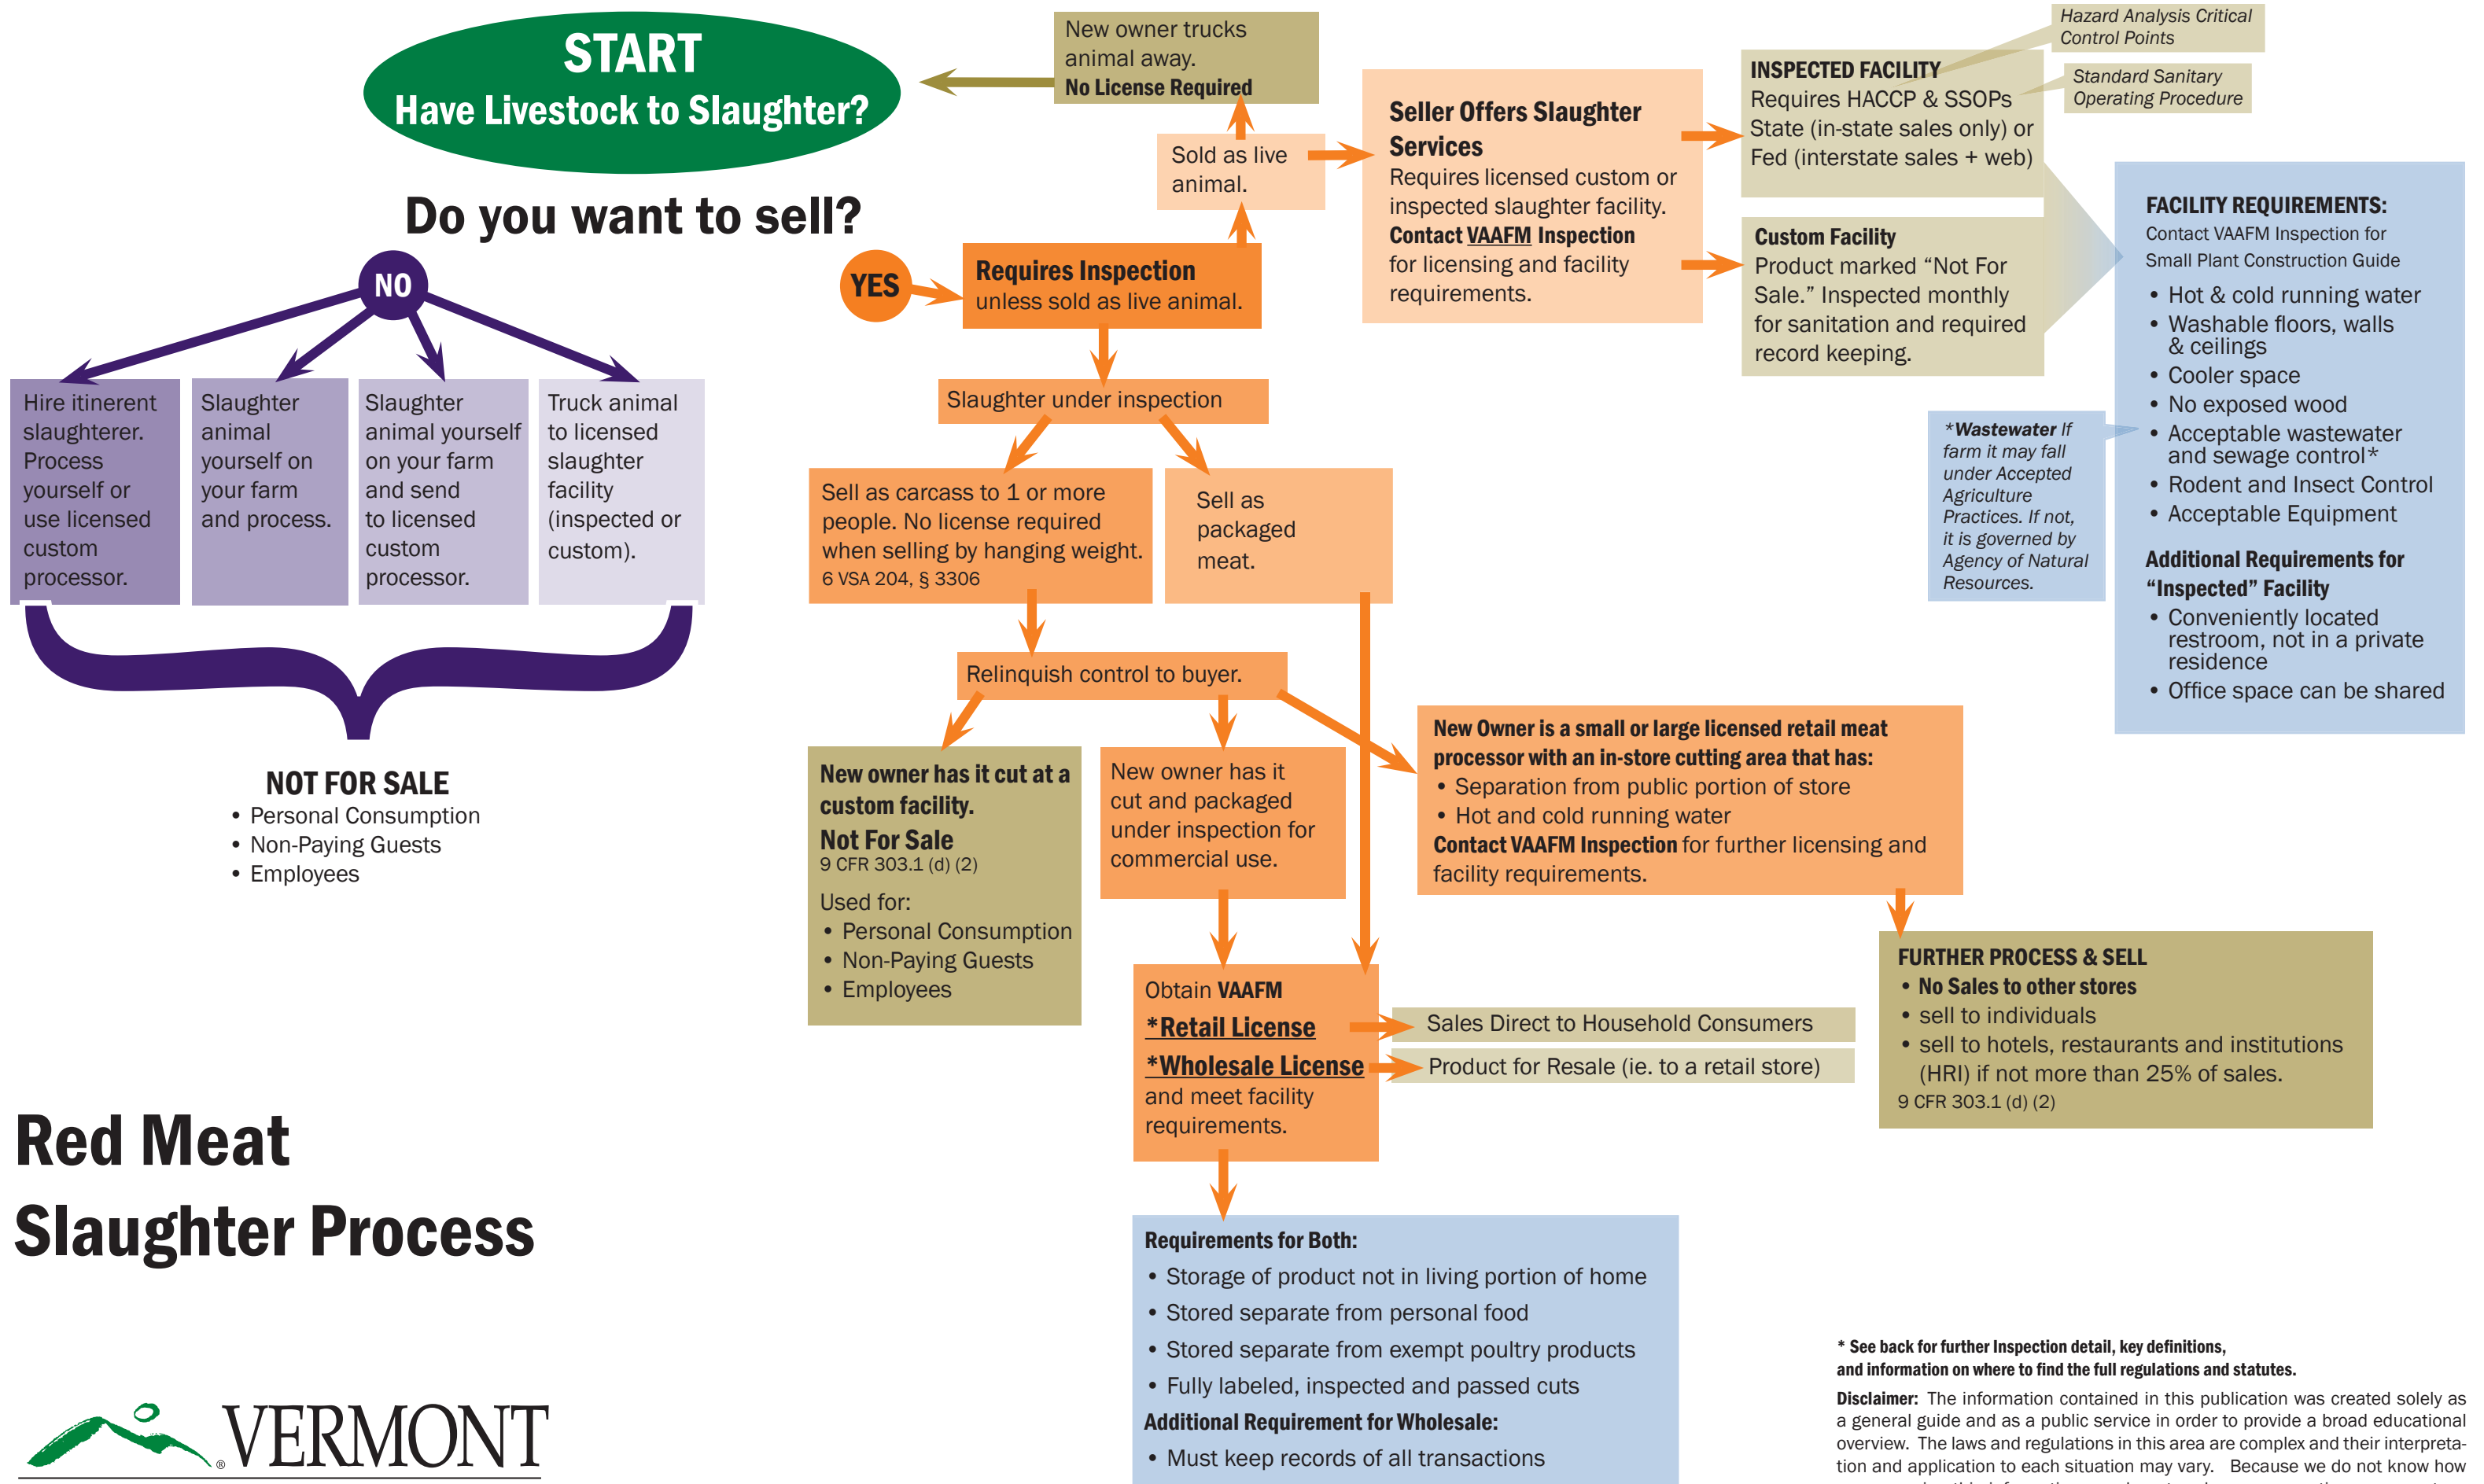 START
Have Livestock to Slaughter?
Do you want to sell?
NO
Hire itinerent
slaughterer.
Process
yourself or
use licensed
custom
processor.
Slaughter
animal
yourself on
your farm
and process.
Slaughter
animal yourself
on your farm
and send
to licensed
custom
processor.
Truck animal
to licensed
slaughter
facility
(inspected or
custom).
NOT FOR SALE
• Personal Consumption
• Non-Paying Guests
• Employees
YES
Requires Inspection
unless sold as live animal.
Sold as live
animal.
New owner trucks
animal away.
No License Required
Seller Offers Slaughter
Services
Requires licensed custom or
inspected slaughter facility.
Contact VAAFM Inspection
for licensing and facility
requirements.
INSPECTED FACILITY
Requires HACCP & SSOPs
State (in-state sales only) or
Fed (interstate sales + web)
Hazard Analysis Critical
Control Points
Standard Sanitary
Operating Procedure
Custom Facility
Product marked “Not For
Sale.” Inspected monthly
for sanitation and required
record keeping.
FACILITY REQUIREMENTS:
Contact VAAFM Inspection for
Small Plant Construction Guide
• Hot & cold running water
• Washable floors, walls
& ceilings
• Cooler space
• No exposed wood
• Acceptable wastewater
and sewage control*
• Rodent and Insect Control
• Acceptable Equipment
Additional Requirements for
“Inspected” Facility
• Conveniently located
restroom, not in a private
residence
• Office space can be shared
*Wastewater If
farm it may fall
under Accepted
Agriculture
Practices. If not,
it is governed by
Agency of Natural
Resources.
Slaughter under inspection
Sell as carcass to 1 or more
people. No license required
when selling by hanging weight.
6 VSA 204, § 3306
Sell as
packaged
meat.
Relinquish control to buyer.
New owner has it cut at a
custom facility.
Not For Sale
9 CFR 303.1 (d) (2)
Used for:
• Personal Consumption
• Non-Paying Guests
• Employees
New owner has it
cut and packaged
under inspection for
commercial use.
New Owner is a small or large licensed retail meat
processor with an in-store cutting area that has:
• Separation from public portion of store
• Hot and cold running water
Contact VAAFM Inspection for further licensing and
facility requirements.
FURTHER PROCESS & SELL
• No Sales to other stores
• sell to individuals
• sell to hotels, restaurants and institutions
(HRI) if not more than 25% of sales.
9 CFR 303.1 (d) (2)
Obtain VAAFM
*Retail License
*Wholesale License
and meet facility
requirements.
Sales Direct to Household Consumers
Product for Resale (ie. to a retail store)
Requirements for Both:
• Storage of product not in living portion of home
• Stored separate from personal food
• Stored separate from exempt poultry products
• Fully labeled, inspected and passed cuts
Additional Requirement for Wholesale:
• Must keep records of all transactions
Red Meat
Slaughter Process
VERMONT
®
* See back for further Inspection detail, key definitions,
and information on where to find the full regulations and statutes.
Disclaimer: The information contained in this publication was created solely as
a general guide and as a public service in order to provide a broad educational
overview. The laws and regulations in this area are complex and their interpreta-
tion and application to each situation may vary. Because we do not know how